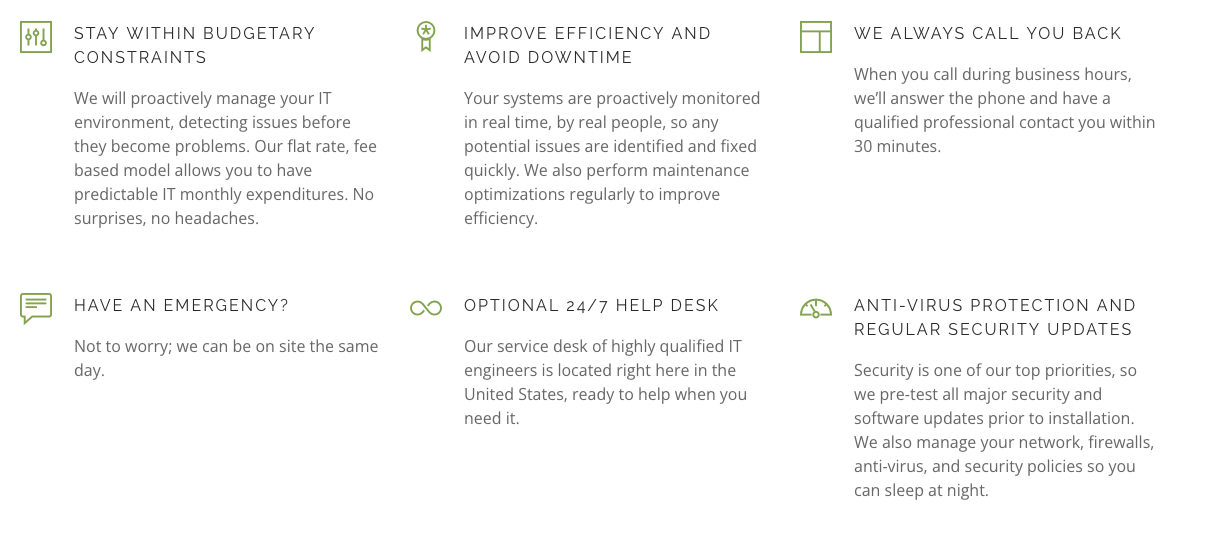 STAY WITHIN BUDGETARY
CONSTRAINTS
We will proactively manage your IT
environment, detecting issues before
they become problems. Our flat rate, fee
based model allows you to have
predictable IT monthly expenditures. No
surprises, no headaches.
IMPROVE EFFICIENCY AND
AVOID DOWNTIME
Your systems are proactively monitored
in real time, by real people, so any
potential issues are identified and fixed
quickly. We also perform maintenance
optimizations regularly to improve
efficiency.
WE ALWAYS CALL YOU BACK
When you call during business hours,
we’ll answer the phone and have a
qualified professional contact you within
30 minutes.
HAVE AN EMERGENCY?
Not to worry; we can be on site the same
day.
OPTIONAL 24/7 HELP DESK
Our service desk of highly qualified IT
engineers is located right here in the
United States, ready to help when you
need it.
ANTI-VIRUS PROTECTION AND
REGULAR SECURITY UPDATES
Security is one of our top priorities, so
we pre-test all major security and
software updates prior to installation.
We also manage your network, firewalls,
anti-virus, and security policies so you
can sleep at night.